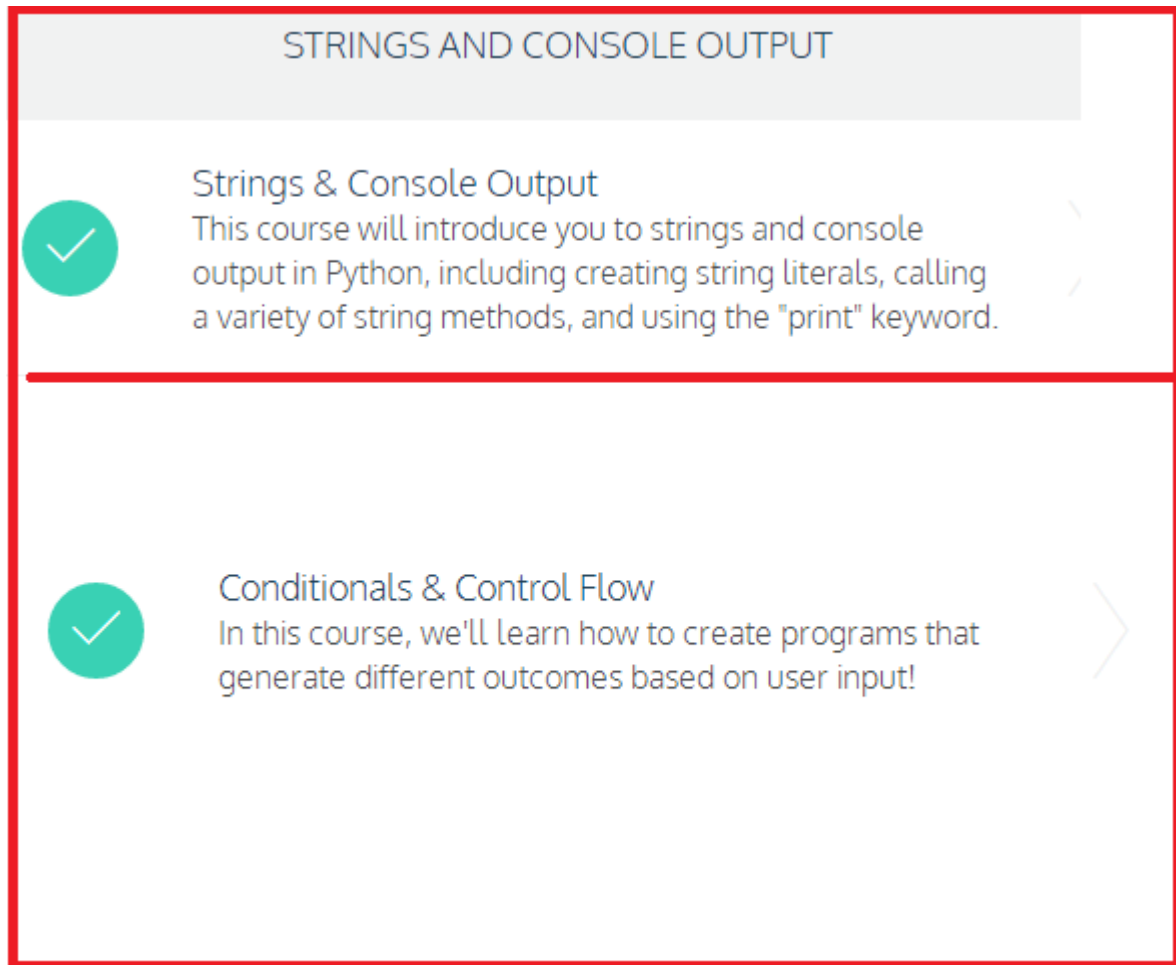 STRINGS AND CONSOLE OUTPUT
Strings & Console Output
This course will introduce you to strings and console
output in Python, including creating string literals, calling
a variety of string methods, and using the "print" keyword.
Conditionals & Control Flow
In this course, we'll learn how to create programs that
generate different outcomes based on user input!